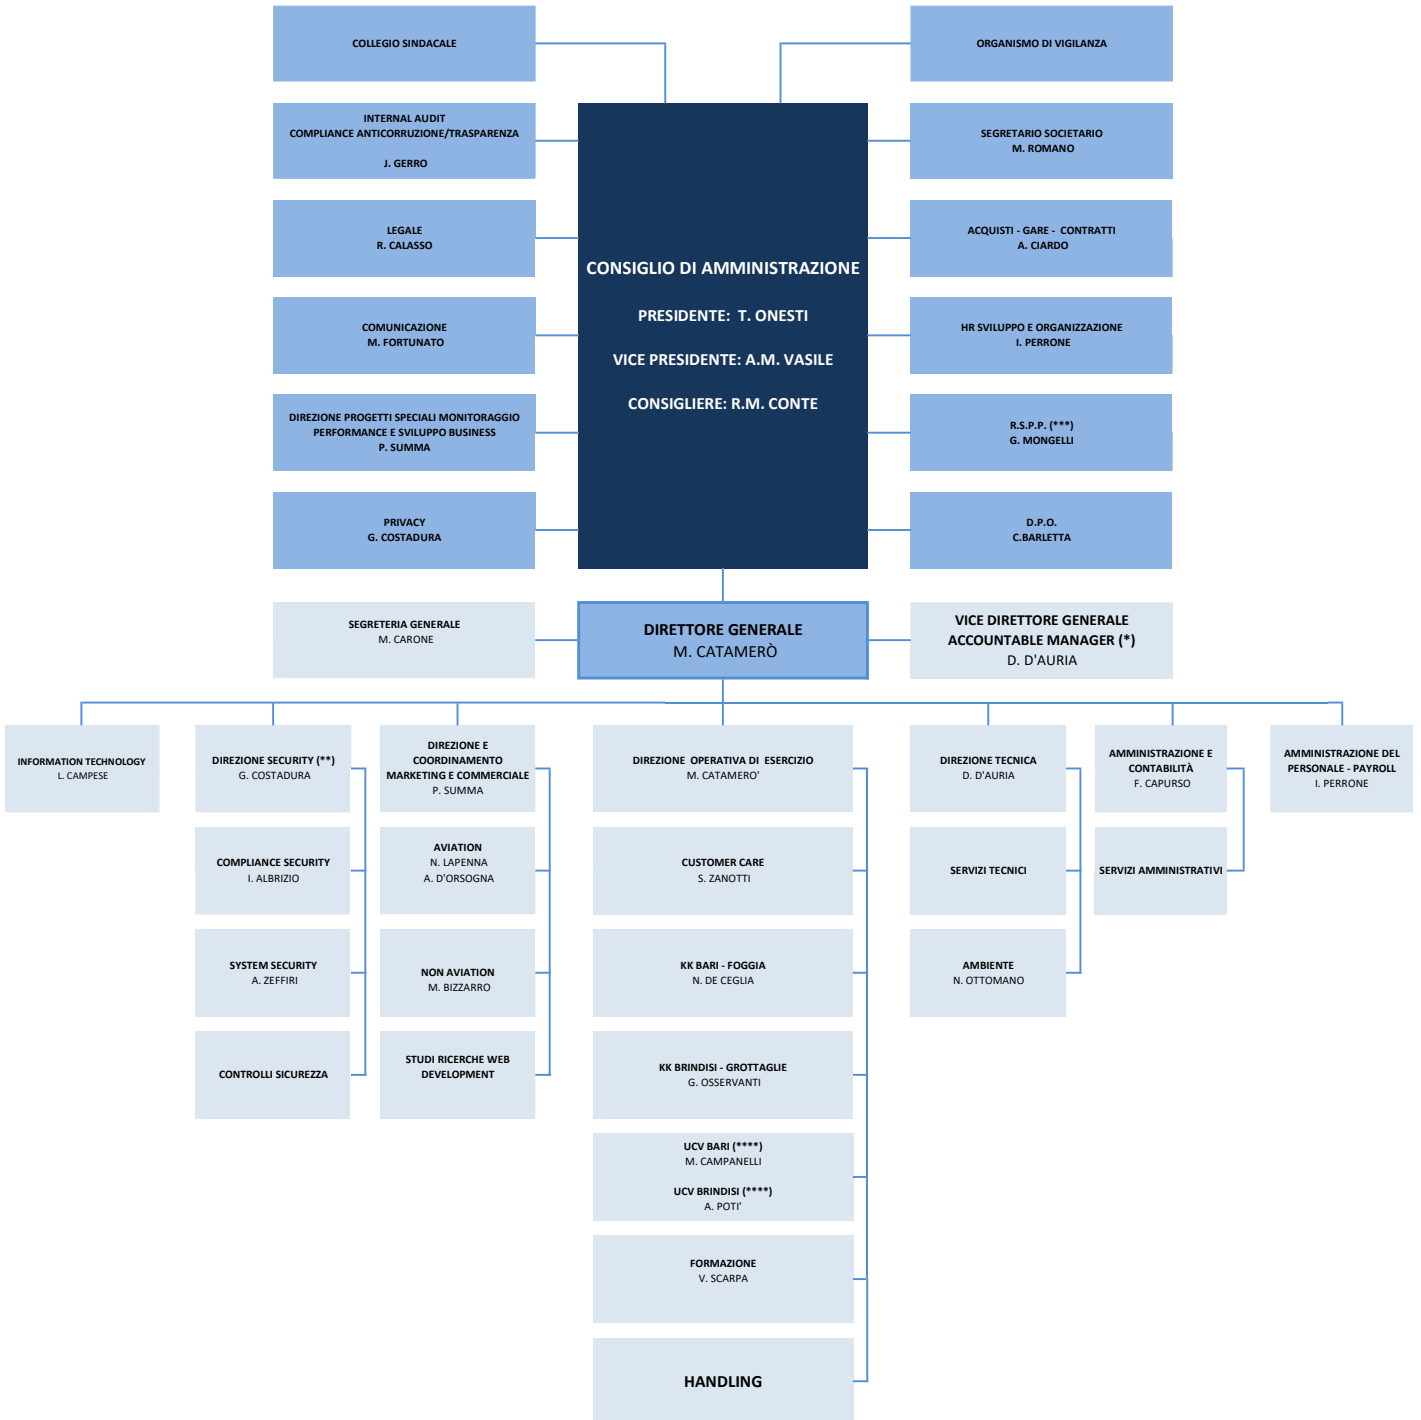 COLLEGIO SINDACALE
ORGANISMO DI VIGILANZA
INTERNAL AUDIT
COMPLIANCE ANTICORRUZIONE/TRASPARENZA
J. GERRO
SEGRETARIO SOCIETARIO
M. ROMANO
LEGALE
R. CALASSO
ACQUISTI - GARE - CONTRATTI
A. CIARDO
CONSIGLIO DI AMMINISTRAZIONE
PRESIDENTE: T. ONESTI
VICE PRESIDENTE: A.M. VASILE
CONSIGLIERE: R.M. CONTE
COMUNICAZIONE
M. FORTUNATO
HR SVILUPPO E ORGANIZZAZIONE
I. PERRONE
DIREZIONE PROGETTI SPECIALI MONITORAGGIO
PERFORMANCE E SVILUPPO BUSINESS
P. SUMMA
R.S.P.P. (***)
G. MONGELLI
PRIVACY
G. COSTADURA
D.P.O.
C.BARLETTA
SEGRETERIA GENERALE
M. CARONE
DIRETTORE GENERALE
M. CATAMERÒ
VICE DIRETTORE GENERALE
ACCOUNTABLE MANAGER (*)
D. D'AURIA
INFORMATION TECHNOLOGY
L. CAMPESE
DIREZIONE SECURITY (**)
G. COSTADURA
DIREZIONE E
COORDINAMENTO
MARKETING E COMMERCIALE
P. SUMMA
DIREZIONE OPERATIVA DI ESERCIZIO
M. CATAMERO'
DIREZIONE TECNICA
D. D'AURIA
AMMINISTRAZIONE E
CONTABILITÀ
F. CAPURSO
AMMINISTRAZIONE DEL
PERSONALE - PAYROLL
I. PERRONE
COMPLIANCE SECURITY
I. ALBRIZIO
AVIATION
N. LAPENNA
A. D'ORSOGNA
CUSTOMER CARE
S. ZANOTTI
SERVIZI TECNICI
SERVIZI AMMINISTRATIVI
SYSTEM SECURITY
A. ZEFFIRI
NON AVIATION
M. BIZZARRO
KK BARI - FOGGIA
N. DE CEGLIA
AMBIENTE
N. OTTOMANO
CONTROLLI SICUREZZA
STUDI RICERCHE WEB
DEVELOPMENT
KK BRINDISI - GROTTAGLIE
G. OSSERVANTI
UCV BARI (****)
M. CAMPANELLI
UCV BRINDISI (****)
A. POTI'
FORMAZIONE
V. SCARPA
HANDLING